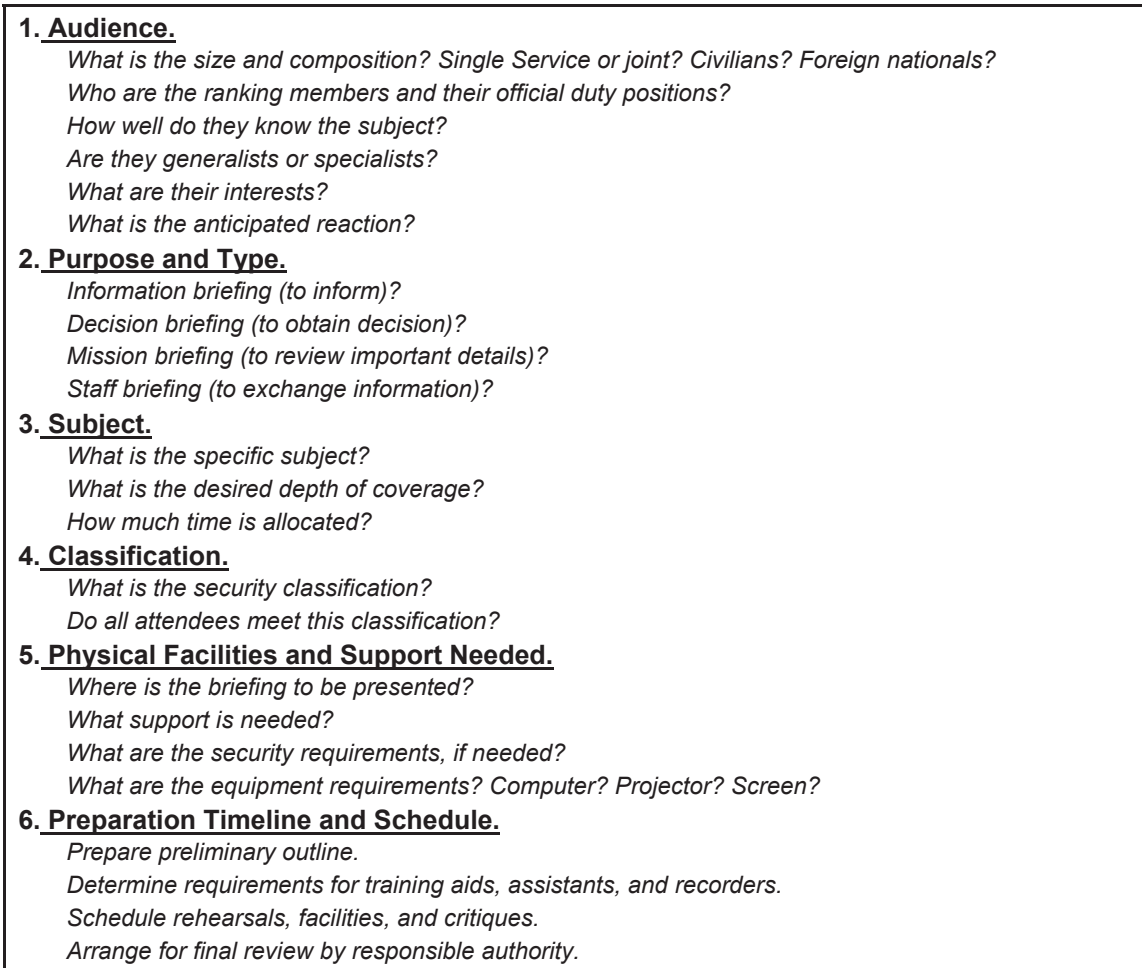 1. Audience.
What is the size and composition? Single Service or joint? Civilians? Foreign nationals?
Who are the ranking members and their official duty positions?
How well do they know the subject?
Are they generalists or specialists?
What are their interests?
What is the anticipated reaction?
2. Purpose and Type.
Information briefing (to inform)?
Decision briefing (to obtain decision)?
Mission briefing (to review important details)?
Staff briefing (to exchange information)?
3. Subject.
What is the specific subject?
What is the desired depth of coverage?
How much time is allocated?
4. Classification.
What is the security classification?
Do all attendees meet this classification?
5. Physical Facilities and Support Needed.
Where is the briefing to be presented?
What support is needed?
What are the security requirements, if needed?
What are the equipment requirements? Computer? Projector? Screen?
6. Preparation Timeline and Schedule.
Prepare preliminary outline.
Determine requirements for training aids, assistants, and recorders.
Schedule rehearsals, facilities, and critiques.
Arrange for final review by responsible authority.